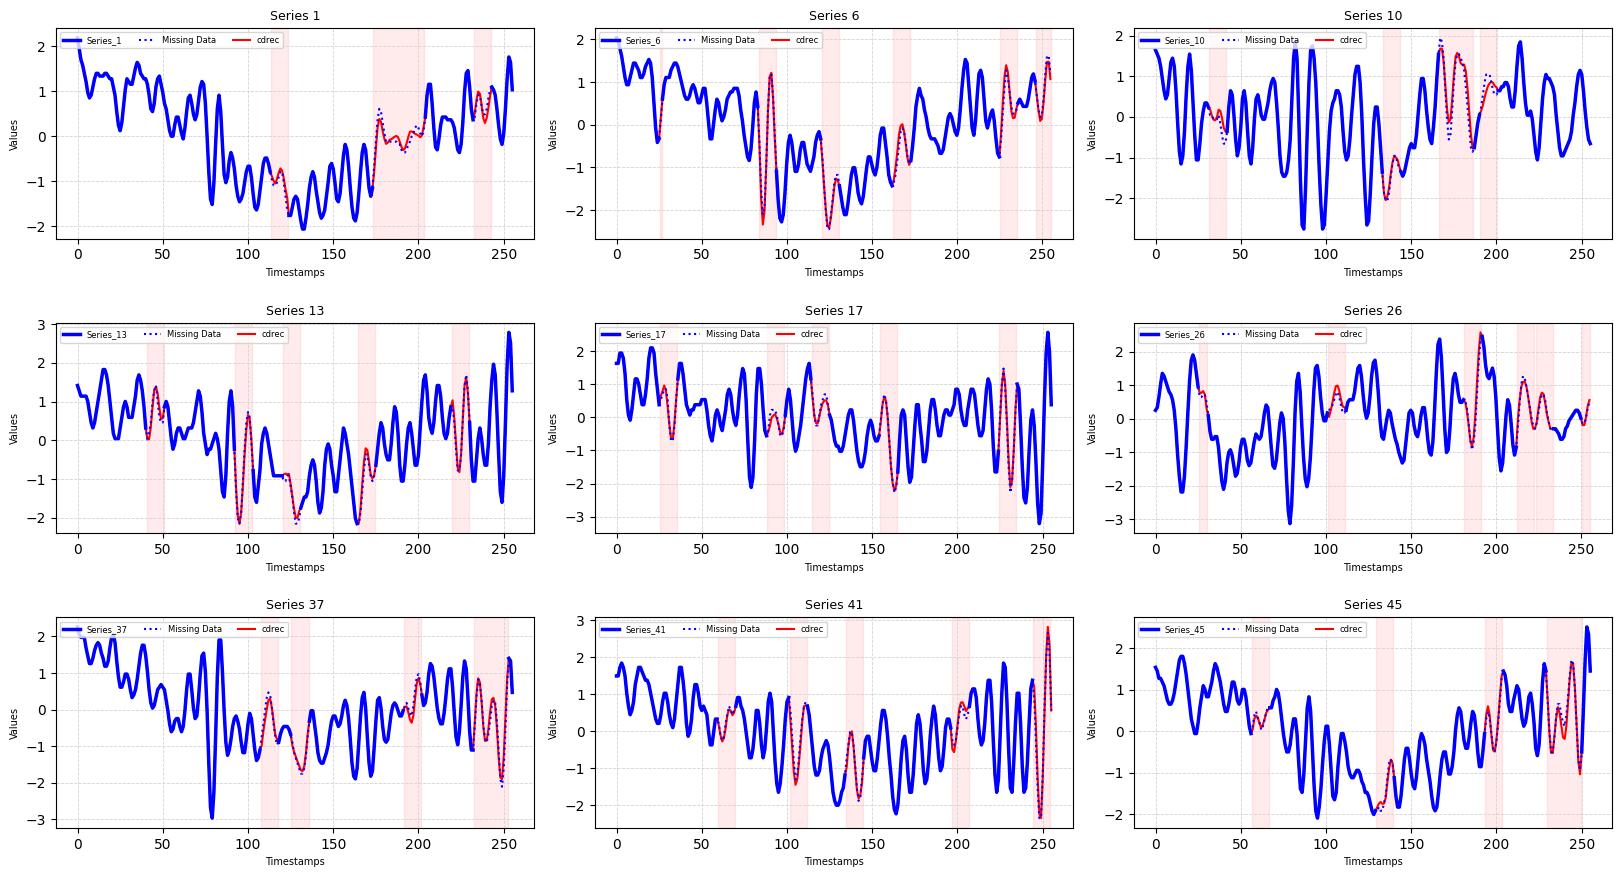 Series 1
Series_1 Missing Data cdrec
Values
2
1
0
−1
−2
0 50 100 150 200 250
Timestamps
Series 6
Series_6 Missing Data cdrec
Values
2
1
0
−1
−2
0 50 100 150 200 250
Timestamps
Series 10
Series_10 Missing Data cdrec
Values
2
1
0
−1
−2
0 50 100 150 200 250
Timestamps
Series 13
Series_13 Missing Data cdrec
Values
3
2
1
0
−1
−2
0 50 100 150 200 250
Timestamps
Series 17
Series_17 Missing Data cdrec
Values
2
1
0
−1
−2
−3
0 50 100 150 200 250
Timestamps
Series 26
Series_26 Missing Data cdrec
Values
2
1
0
−1
−2
−3
0 50 100 150 200 250
Timestamps
Series 37
Series_37 Missing Data cdrec
Values
2
1
0
−1
−2
−3
0 50 100 150 200 250
Timestamps
Series 41
Series_41 Missing Data cdrec
Values
3
2
1
0
−1
−2
0 50 100 150 200 250
Timestamps
Series 45
Series_45 Missing Data cdrec
Values
2
1
0
−1
−2
0 50 100 150 200 250
Timestamps